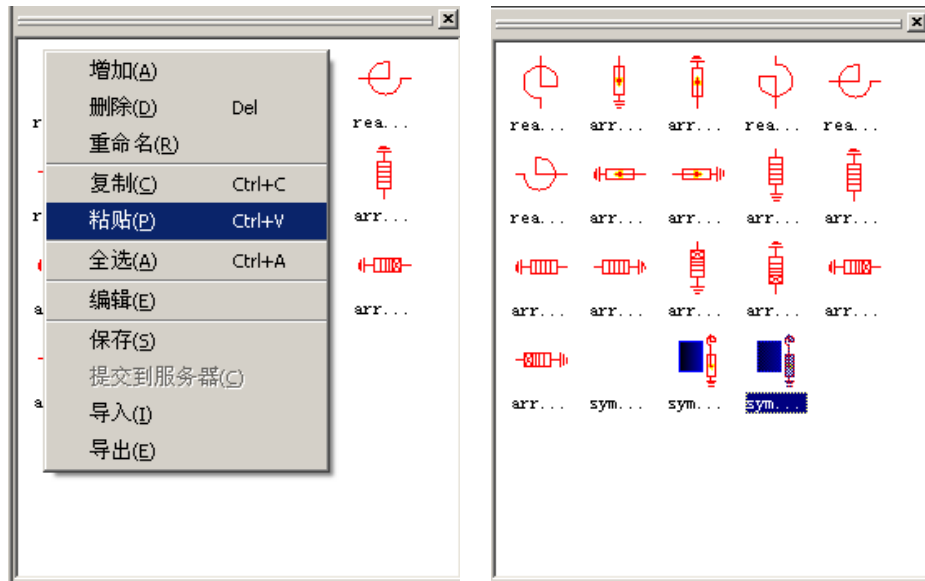 增加(A)
删除(D) Del
重命名(R)
复制(C) Ctrl+C
粘贴(P) Ctrl+V
全选(A) Ctrl+A
编辑(E)
保存(S)
提交到服务器(C)
导入(I)
导出(E)
r
rea...
r
arr...
a
arr...
a
rea... arr... arr... rea... rea...
rea... arr... arr... arr... arr...
arr... arr... arr... arr... arr...
arr... sym... sym... sym...